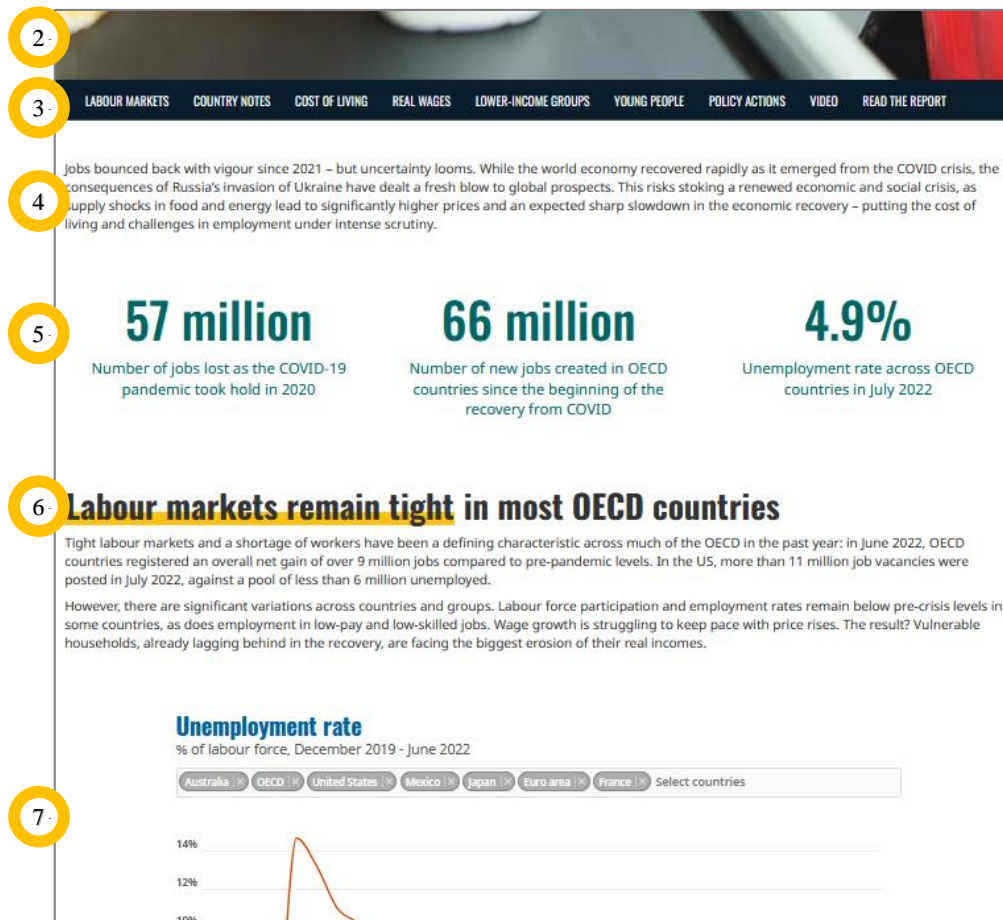 2
3
LABOUR MARKETS COUNTRY NOTES COST OF LIVING REAL WAGES LOWER-INCOME GROUPS YOUNG PEOPLE POLICY ACTIONS VIDEO READ THE REPORT
4
Jobs bounced back with vigour since 2021 – but uncertainty looms. While the world economy recovered rapidly as it emerged from the COVID crisis, the
consequences of Russia's invasion of Ukraine have dealt a fresh blow to global prospects. This risks stoking a renewed economic and social crisis, as
supply shocks in food and energy lead to significantly higher prices and an expected sharp slowdown in the economic recovery – putting the cost of
living and challenges in employment under intense scrutiny.
5
57 million
Number of jobs lost as the COVID-19
pandemic took hold in 2020
66 million
Number of new jobs created in OECD
countries since the beginning of the
recovery from COVID
4.9%
Unemployment rate across OECD
countries in July 2022
6
Labour markets remain tight in most OECD countries
Tight labour markets and a shortage of workers have been a defining characteristic across much of the OECD in the past year: in June 2022, OECD
countries registered an overall net gain of over 9 million jobs compared to pre-pandemic levels. In the US, more than 11 million job vacancies were
posted in July 2022, against a pool of less than 6 million unemployed.
However, there are significant variations across countries and groups. Labour force participation and employment rates remain below pre-crisis levels in
some countries, as does employment in low-pay and low-skilled jobs. Wage growth is struggling to keep pace with price rises. The result? Vulnerable
households, already lagging behind in the recovery, are facing the biggest erosion of their real incomes.
Unemployment rate
% of labour force, December 2019 - June 2022
Australia × OECD × United States × Mexico × Japan × Euro area × France × Select countries
7
14%
12%
10%